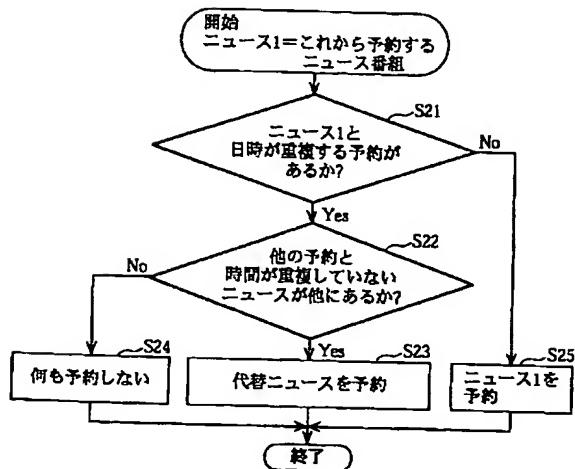 開始
ニュース1=これから予約する
ニュース番組
S21
ニュース1と
日時が重複する予約が
あるか?
No
Yes
S22
他の予約と
時間が重複していない
ニュースが他にあるか?
No
Yes
S24
何も予約しない
S23
代替ニュースを予約
S25
ニュース1を
予約
終了